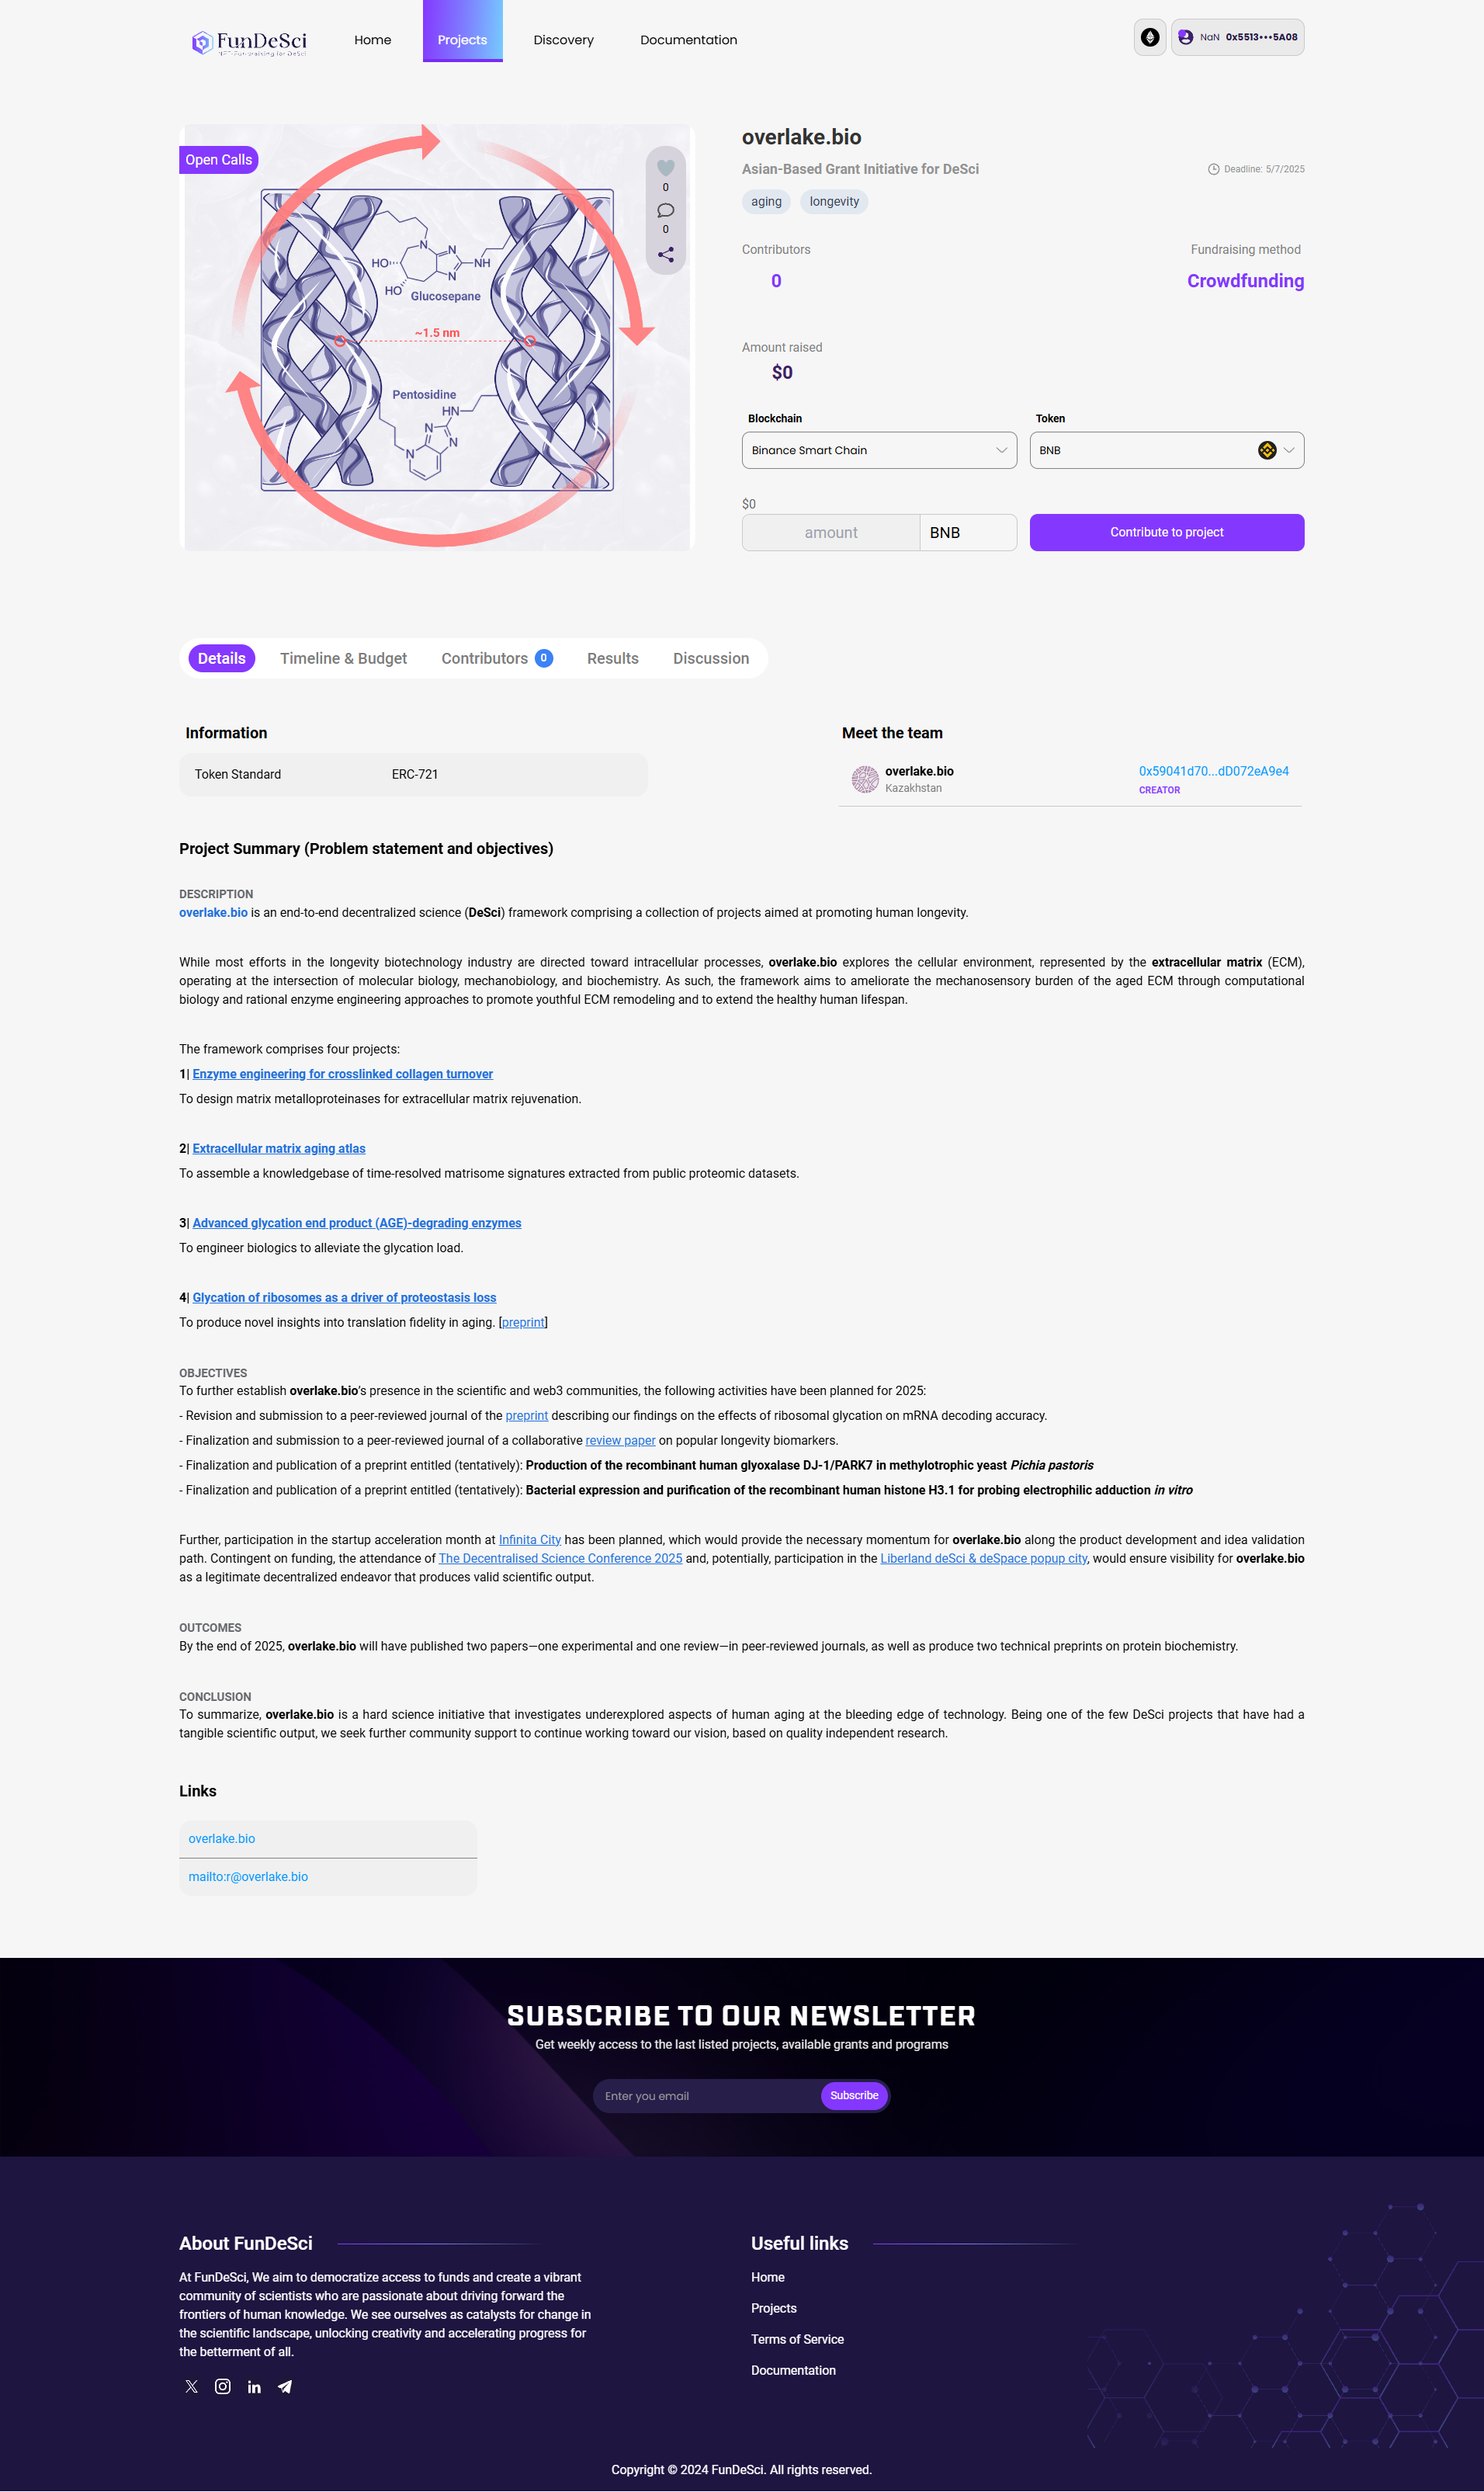 FunDeSci
NFT-Fundraising for DeSci
Home
Projects
Discovery
Documentation
NaN 0x5513•••5A08
Open Calls
0
0
HO
N
N
N
NH
HO
Glucosepane
~1.5 nm
Pentosidine
HN
N
N
N
overlake.bio
Asian-Based Grant Initiative for DeSci
Deadline: 5/7/2025
aging
longevity
Contributors
Fundraising method
0
Crowdfunding
Amount raised
$0
Blockchain
Token
Binance Smart Chain
BNB
$0
amount
BNB
Contribute to project
Details
Timeline & Budget
Contributors 0
Results
Discussion
Information
Token Standard
ERC-721
Meet the team
overlake.bio
Kazakhstan
0x59041d70...dD072eA9e4
CREATOR
Project Summary (Problem statement and objectives)
DESCRIPTION
overlake.bio is an end-to-end decentralized science (DeSci) framework comprising a collection of projects aimed at promoting human longevity.
While most efforts in the longevity biotechnology industry are directed toward intracellular processes, overlake.bio explores the cellular environment, represented by the extracellular matrix (ECM),
operating at the intersection of molecular biology, mechanobiology, and biochemistry. As such, the framework aims to ameliorate the mechanosensory burden of the aged ECM through computational
biology and rational enzyme engineering approaches to promote youthful ECM remodeling and to extend the healthy human lifespan.
The framework comprises four projects:
1| Enzyme engineering for crosslinked collagen turnover
To design matrix metalloproteinases for extracellular matrix rejuvenation.
2| Extracellular matrix aging atlas
To assemble a knowledgebase of time-resolved matrisome signatures extracted from public proteomic datasets.
3| Advanced glycation end product (AGE)-degrading enzymes
To engineer biologics to alleviate the glycation load.
4| Glycation of ribosomes as a driver of proteostasis loss
To produce novel insights into translation fidelity in aging. [preprint]
OBJECTIVES
To further establish overlake.bio's presence in the scientific and web3 communities, the following activities have been planned for 2025:
- Revision and submission to a peer-reviewed journal of the preprint describing our findings on the effects of ribosomal glycation on mRNA decoding accuracy.
- Finalization and submission to a peer-reviewed journal of a collaborative review paper on popular longevity biomarkers.
- Finalization and publication of a preprint entitled (tentatively): Production of the recombinant human glyoxalase DJ-1/PARK7 in methylotrophic yeast Pichia pastoris
- Finalization and publication of a preprint entitled (tentatively): Bacterial expression and purification of the recombinant human histone H3.1 for probing electrophilic adduction in vitro
Further, participation in the startup acceleration month at Infinita City has been planned, which would provide the necessary momentum for overlake.bio along the product development and idea validation
path. Contingent on funding, the attendance of The Decentralised Science Conference 2025 and, potentially, participation in the Liberland deSci & deSpace popup city, would ensure visibility for overlake.bio
as a legitimate decentralized endeavor that produces valid scientific output.
OUTCOMES
By the end of 2025, overlake.bio will have published two papers—one experimental and one review—in peer-reviewed journals, as well as produce two technical preprints on protein biochemistry.
CONCLUSION
To summarize, overlake.bio is a hard science initiative that investigates underexplored aspects of human aging at the bleeding edge of technology. Being one of the few DeSci projects that have had a
tangible scientific output, we seek further community support to continue working toward our vision, based on quality independent research.
Links
overlake.bio
mailto:r@overlake.bio
SUBSCRIBE TO OUR NEWSLETTER
Get weekly access to the last listed projects, available grants and programs
Enter you email
Subscribe
About FunDeSci
At FunDeSci, We aim to democratize access to funds and create a vibrant
community of scientists who are passionate about driving forward the
frontiers of human knowledge. We see ourselves as catalysts for change in
the scientific landscape, unlocking creativity and accelerating progress for
the betterment of all.
Useful links
Home
Projects
Terms of Service
Documentation
Copyright © 2024 FunDeSci. All rights reserved.